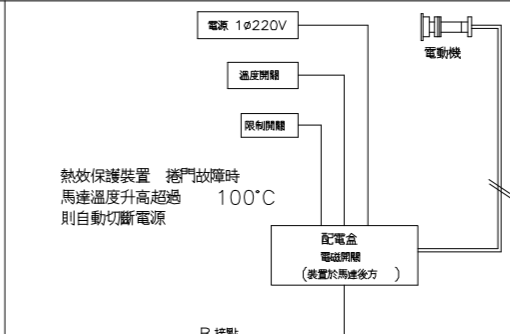 電源 1ø220V
電動機
溫度開關
限制開關
熱效保護裝置 捲門故障時
馬達溫度升高超過 100°C
則自動切斷電源
配電盒
電磁開關
(裝置於馬達後方 )
B 接點